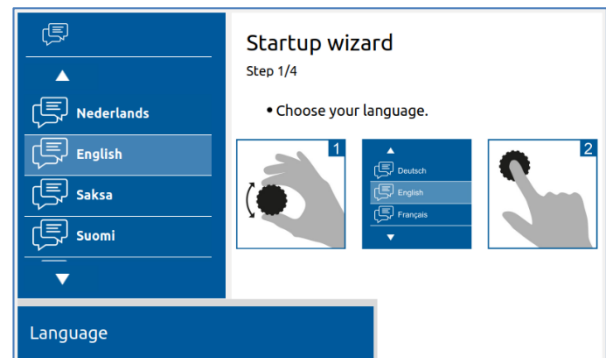 Nederlands
English
Saksa
Suomi
Language
Startup wizard
Step 1/4
• Choose your language.
1
Deutsch
English
Français
2